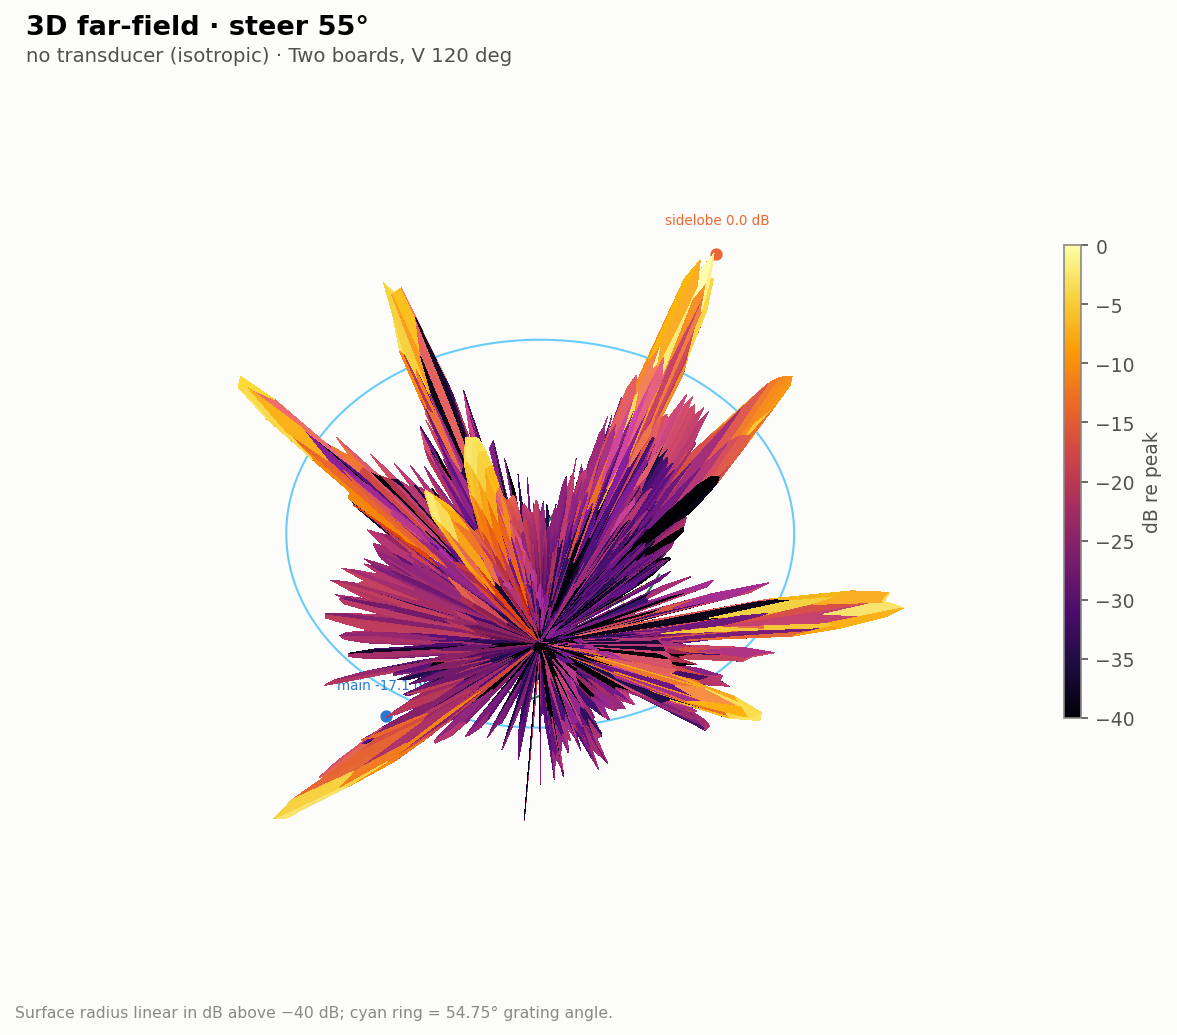 3D far-field · steer 55°
no transducer (isotropic) · Two boards, V 120 deg
sidelobe 0.0 dB
main -17.1
0
−5
−10
−15
−20
−25
−30
−35
−40
dB re peak
Surface radius linear in dB above −40 dB; cyan ring = 54.75° grating angle.